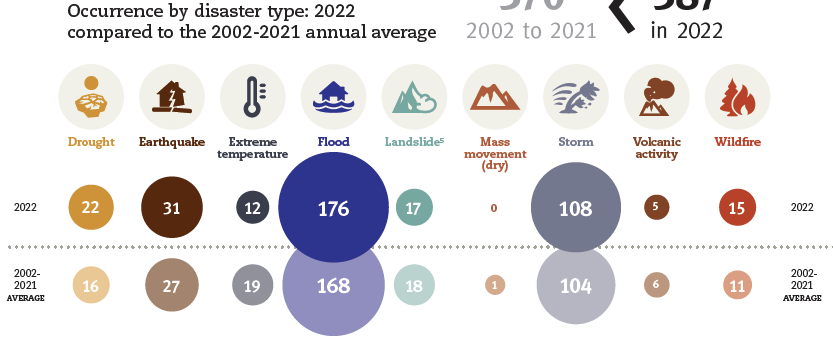 Occurrence by disaster type: 2022
compared to the 2002-2021 annual average
2002 to 2021
in 2022
Drought
Earthquake
Extreme
temperature
Flood
Landslide⁵
Mass
movement
(dry)
Storm
Volcanic
activity
Wildfire
2022
22
31
12
176
17
0
108
5
15
2022
2002-
2021
AVERAGE
16
27
19
168
18
1
104
6
11
2002-
2021
AVERAGE